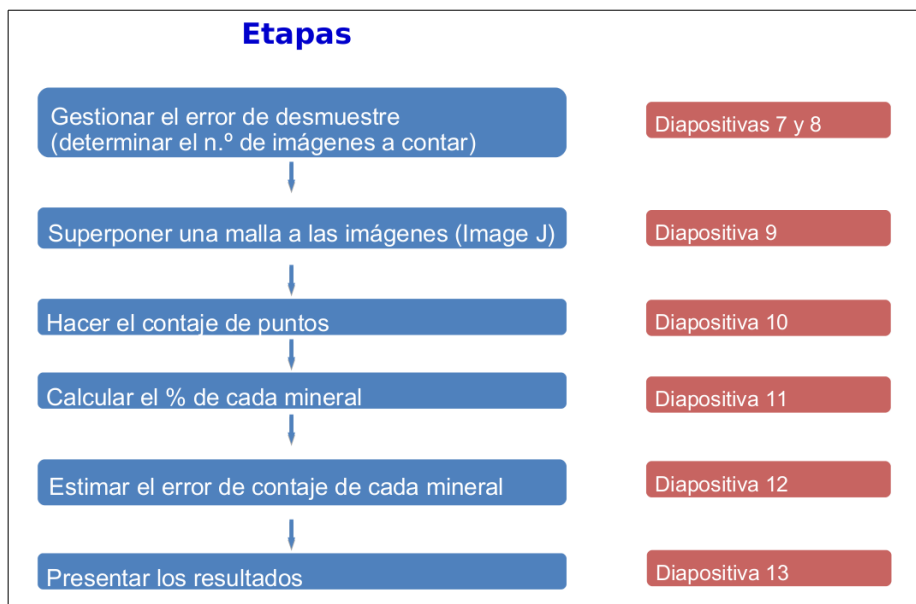 Etapas
Gestionar el error de desmuestre
(determinar el n.º de imágenes a contar)
Diapositivas 7 y 8
Superponer una malla a las imágenes (Image J)
Diapositiva 9
Hacer el contaje de puntos
Diapositiva 10
Calcular el % de cada mineral
Diapositiva 11
Estimar el error de contaje de cada mineral
Diapositiva 12
Presentar los resultados
Diapositiva 13